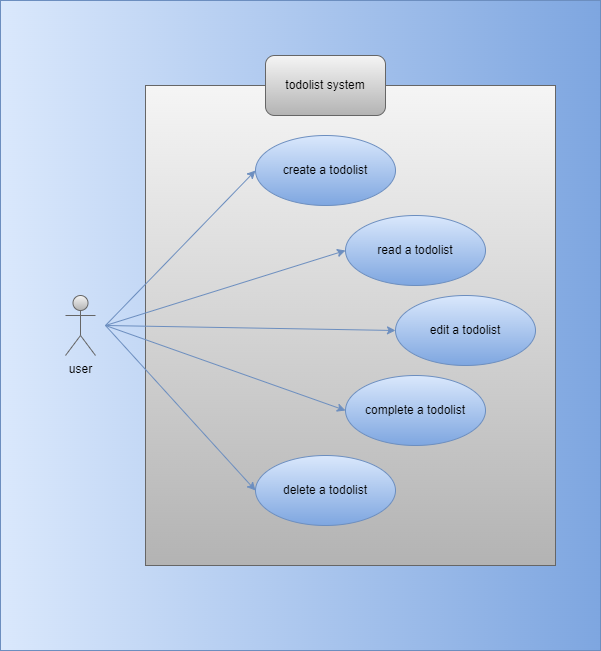 todolist system
create a todolist
read a todolist
edit a todolist
user
complete a todolist
delete a todolist